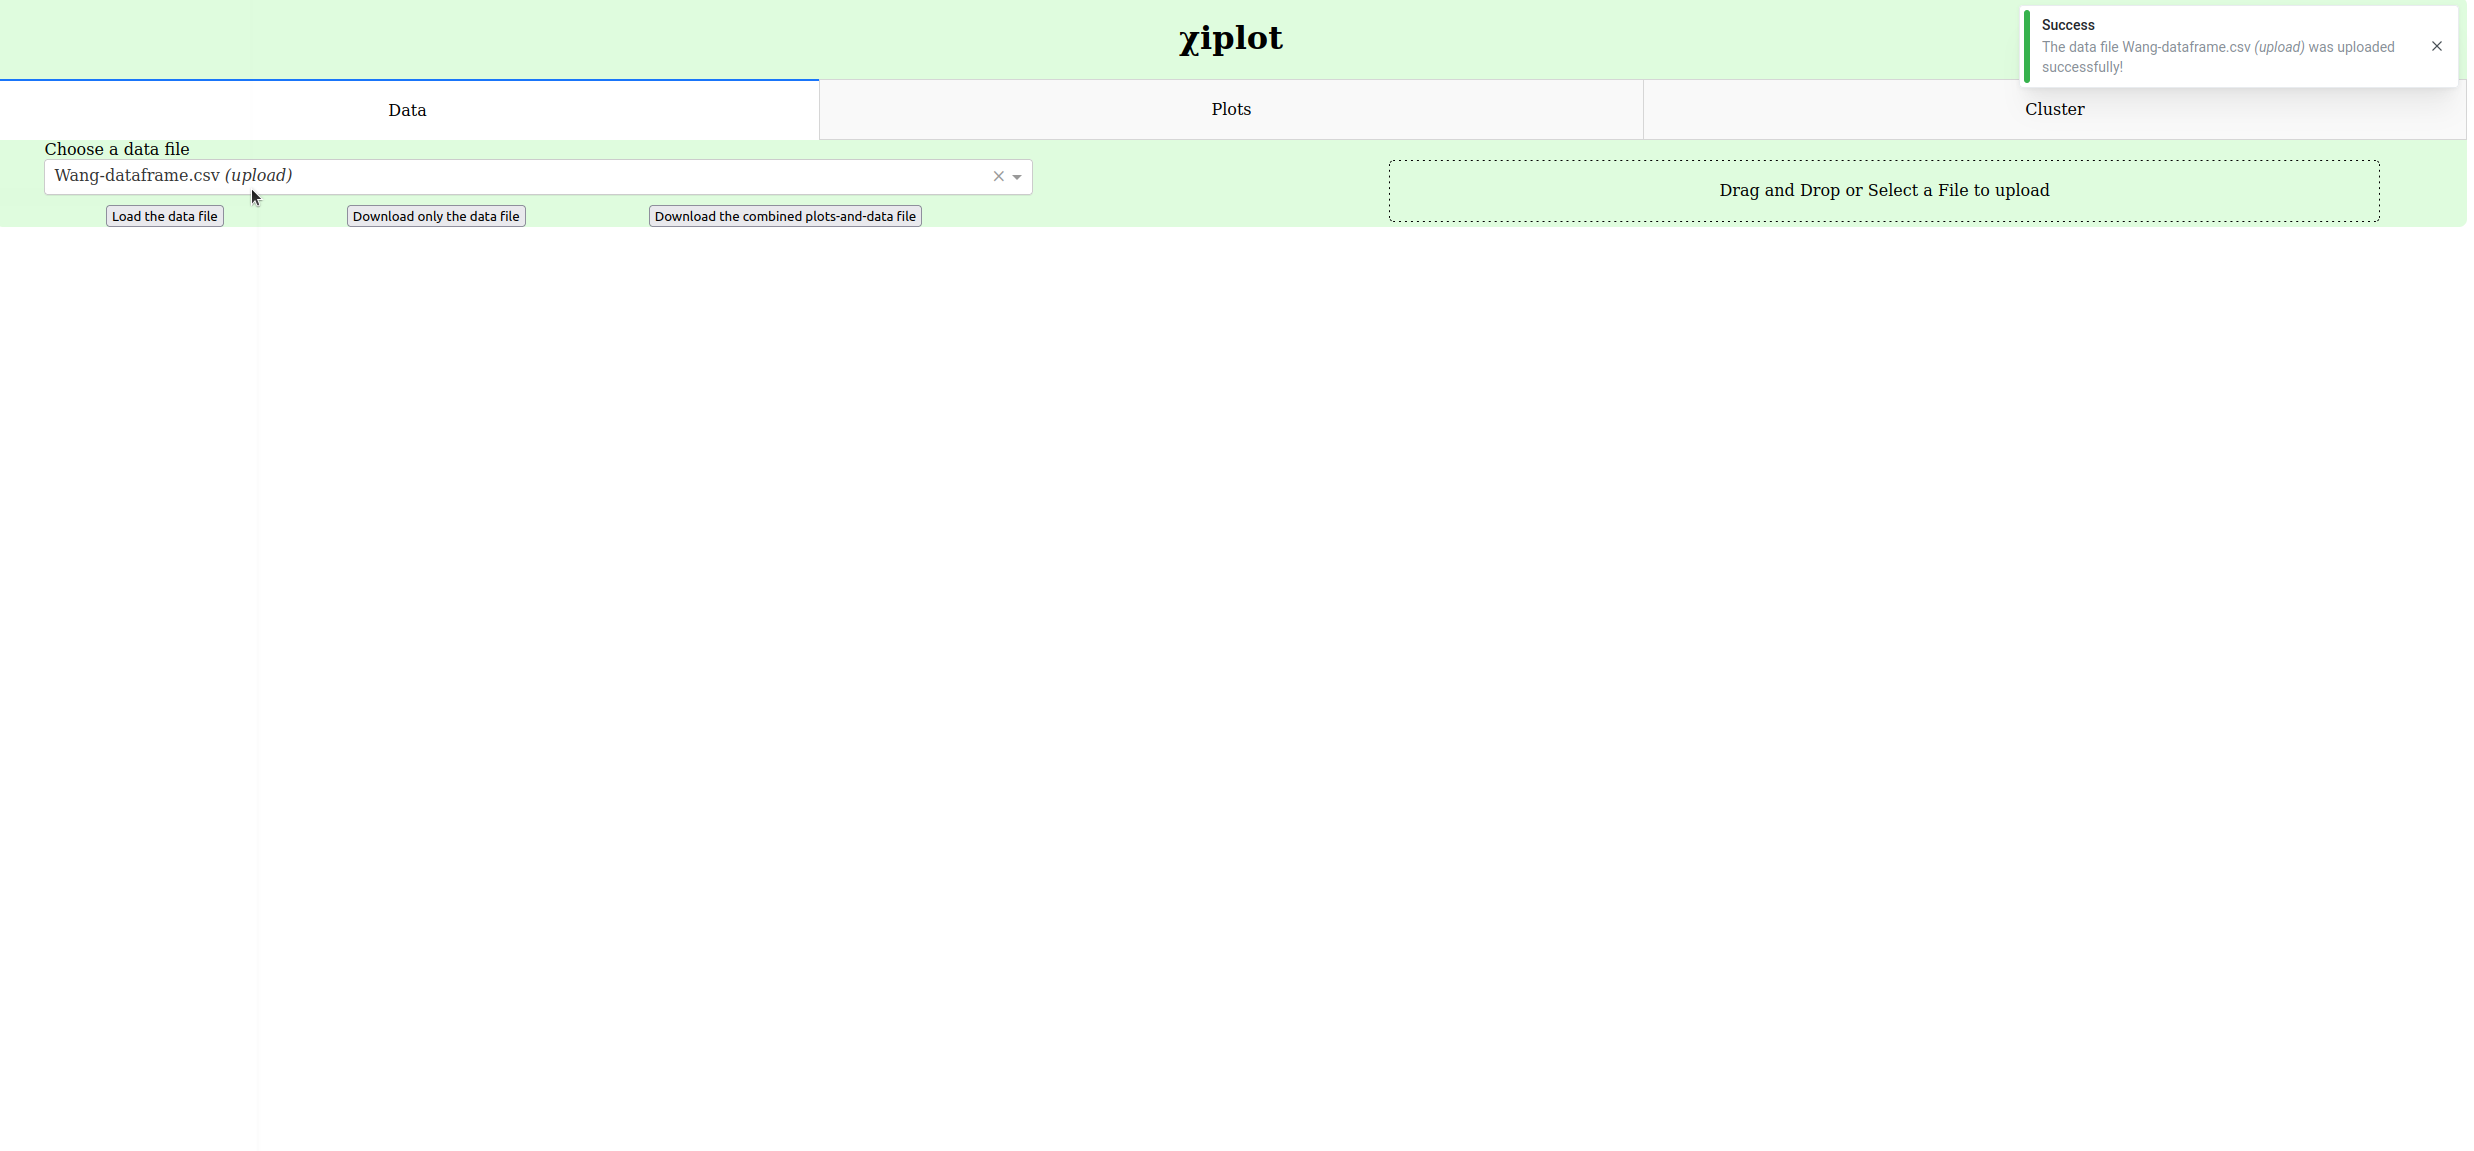 χiplot
Success
The data file Wang-dataframe.csv (upload) was uploaded
successfully!
Data
Plots
Cluster
Choose a data file
Wang-dataframe.csv (upload)
Drag and Drop or Select a File to upload
Load the data file
Download only the data file
Download the combined plots-and-data file